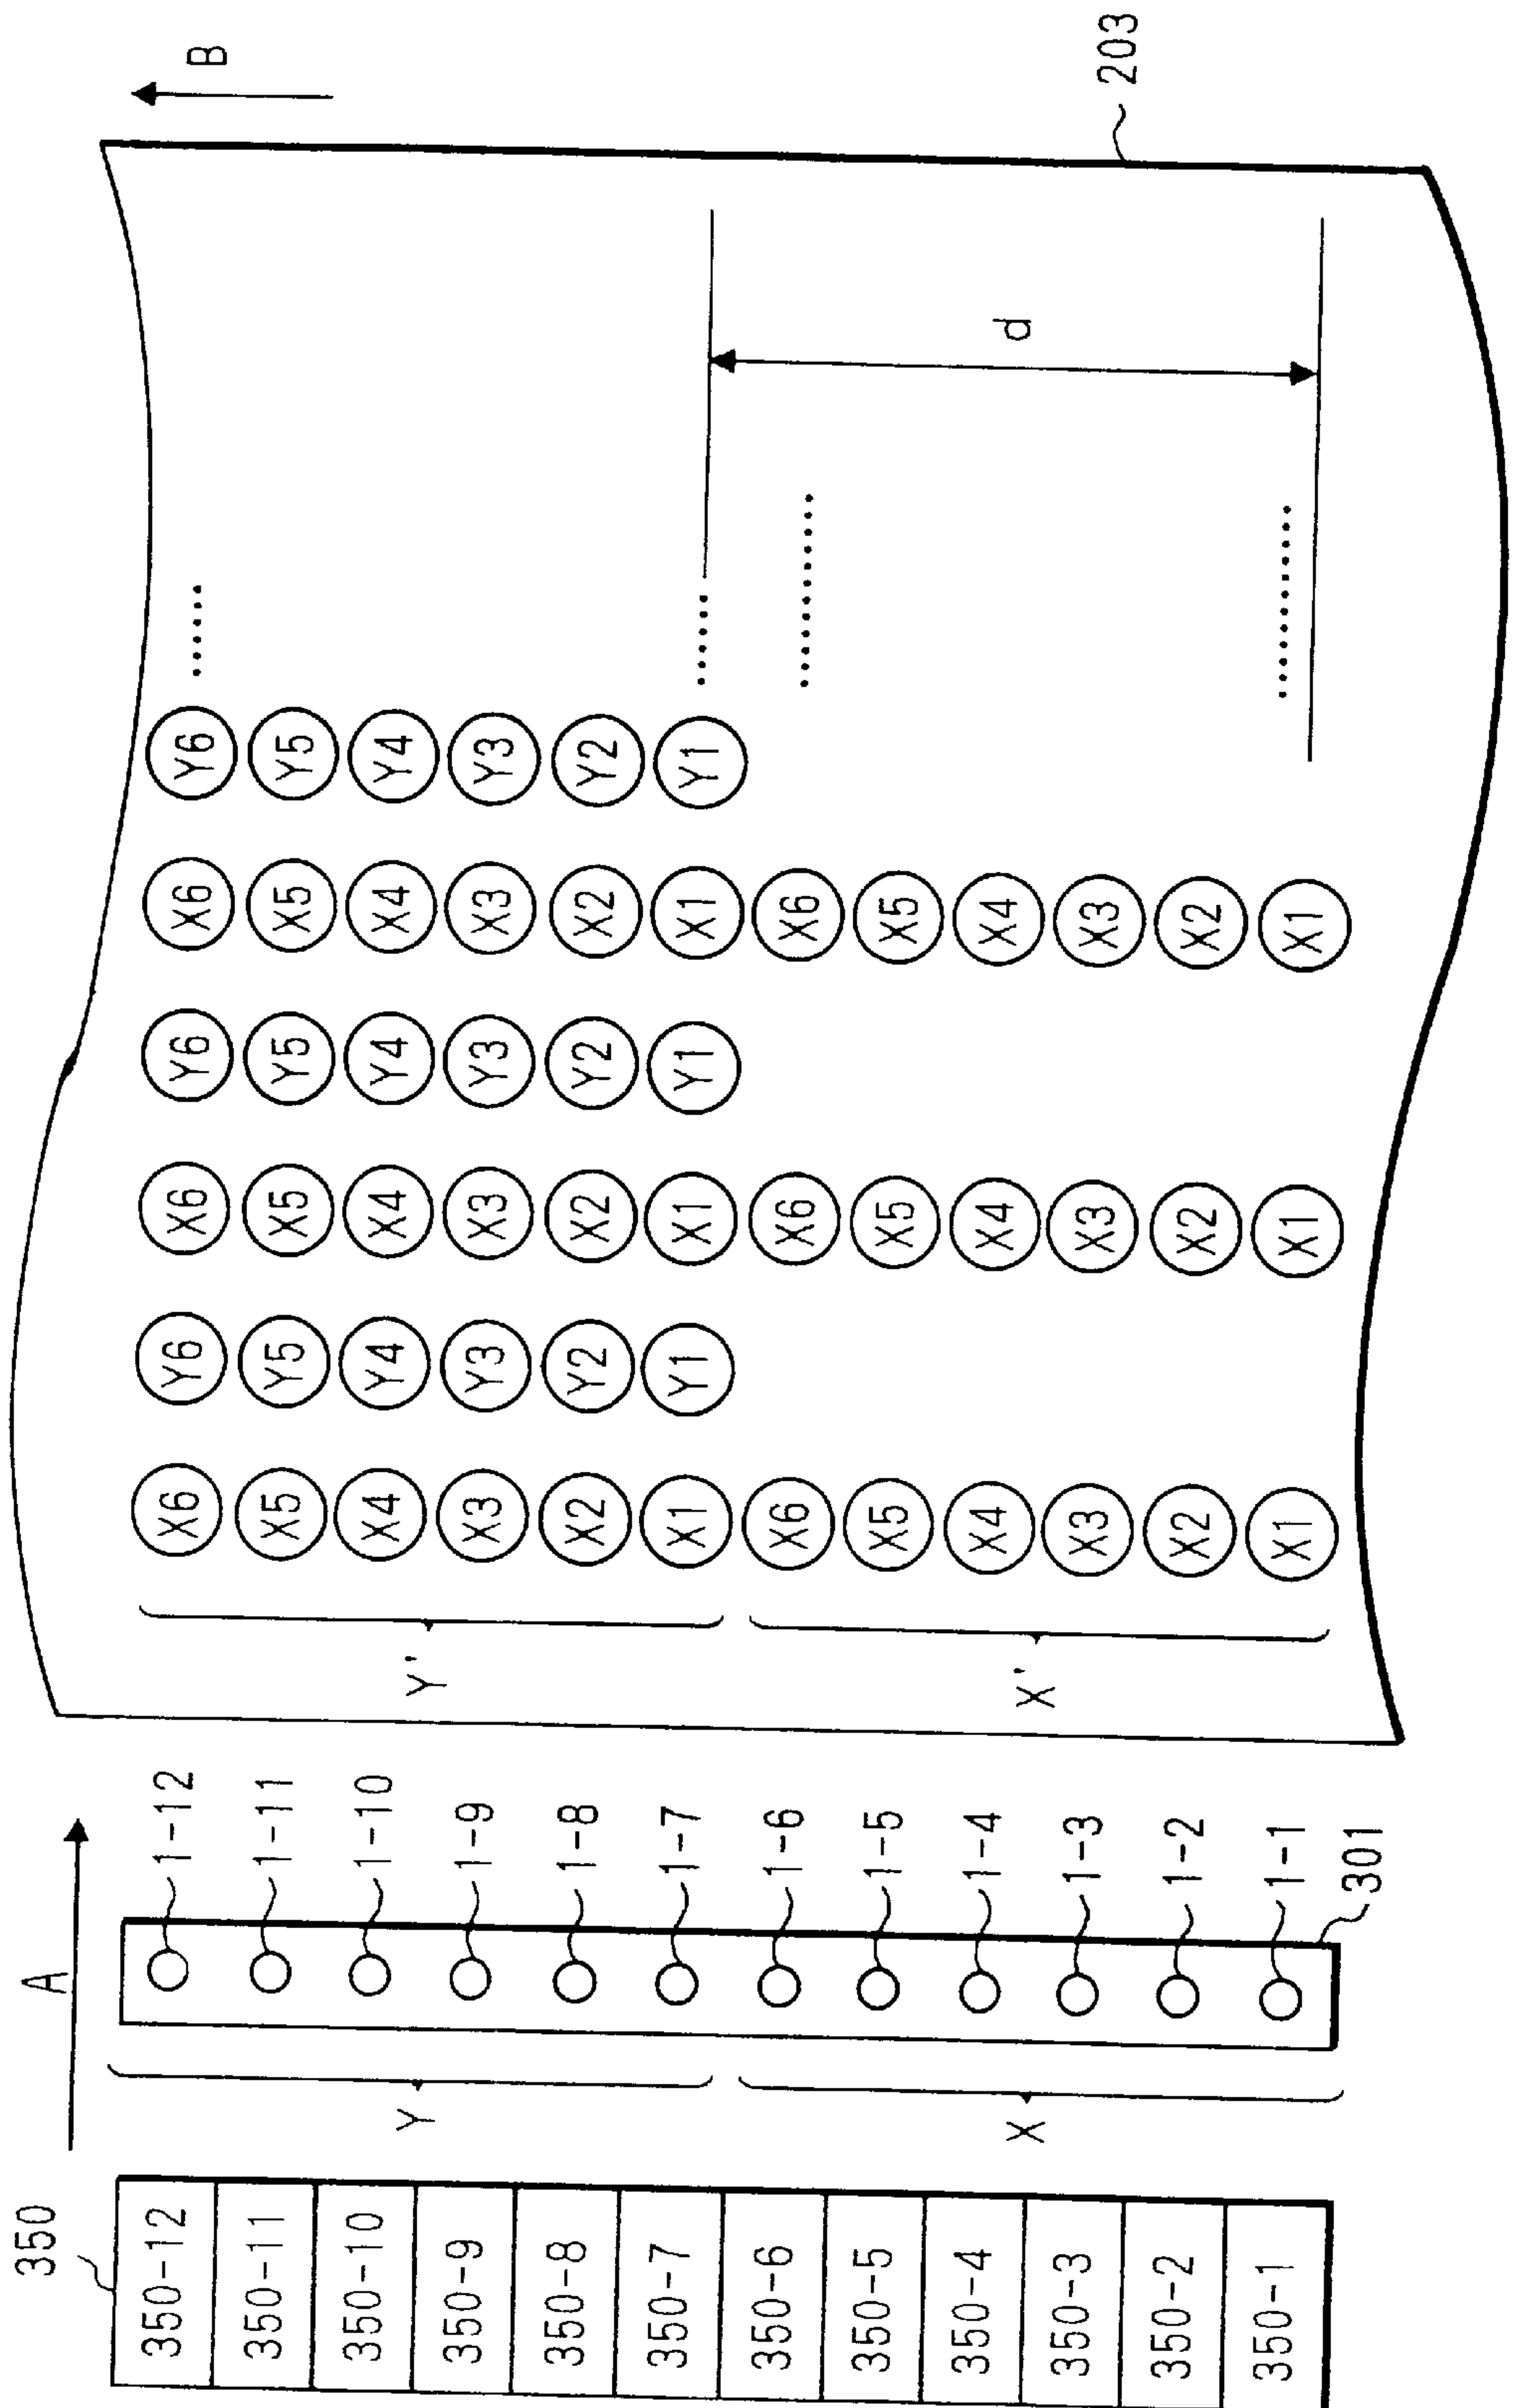 350
A
B
350-12 1-12 X6 Y6 X6 Y6 X6 Y6
350-11 1-11 X5 Y5 X5 Y5 X5 Y5
350-10 1-10 X4 Y4 X4 Y4 X4 Y4
Y Y'
350-9 1-9 X3 Y3 X3 Y3 X3 Y3
350-8 1-8 X2 Y2 X2 Y2 X2 Y2
350-7 1-7 X1 Y1 X1 Y1 X1 Y1
350-6 1-6 X6 X6 X6
350-5 1-5 X5 X5 X5
350-4 1-4 X4 X4 X4
d
X X'
350-3 1-3 X3 X3 X3
203
350-2 1-2 X2 X2 X2
350-1 1-1 X1 X1 X1
301